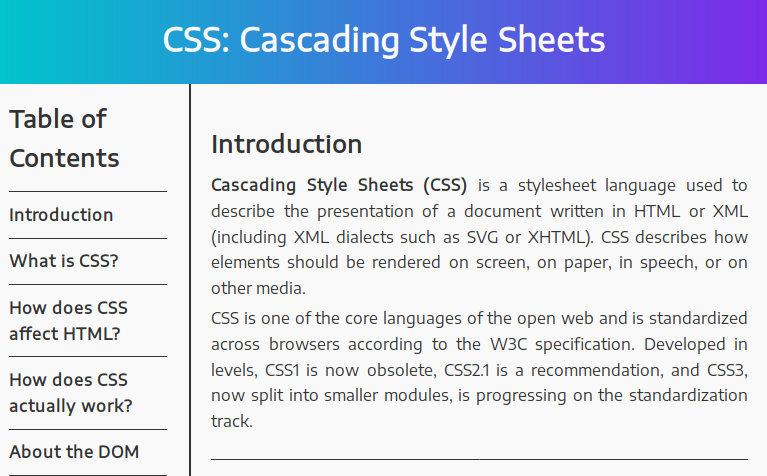 CSS: Cascading Style Sheets
Table of
Contents
Introduction
What is CSS?
How does CSS
affect HTML?
How does CSS
actually work?
About the DOM
Introduction
Cascading Style Sheets (CSS) is a stylesheet language used to
describe the presentation of a document written in HTML or XML
(including XML dialects such as SVG or XHTML). CSS describes how
elements should be rendered on screen, on paper, in speech, or on
other media.
CSS is one of the core languages of the open web and is standardized
across browsers according to the W3C specification. Developed in
levels, CSS1 is now obsolete, CSS2.1 is a recommendation, and CSS3,
now split into smaller modules, is progressing on the standardization
track.